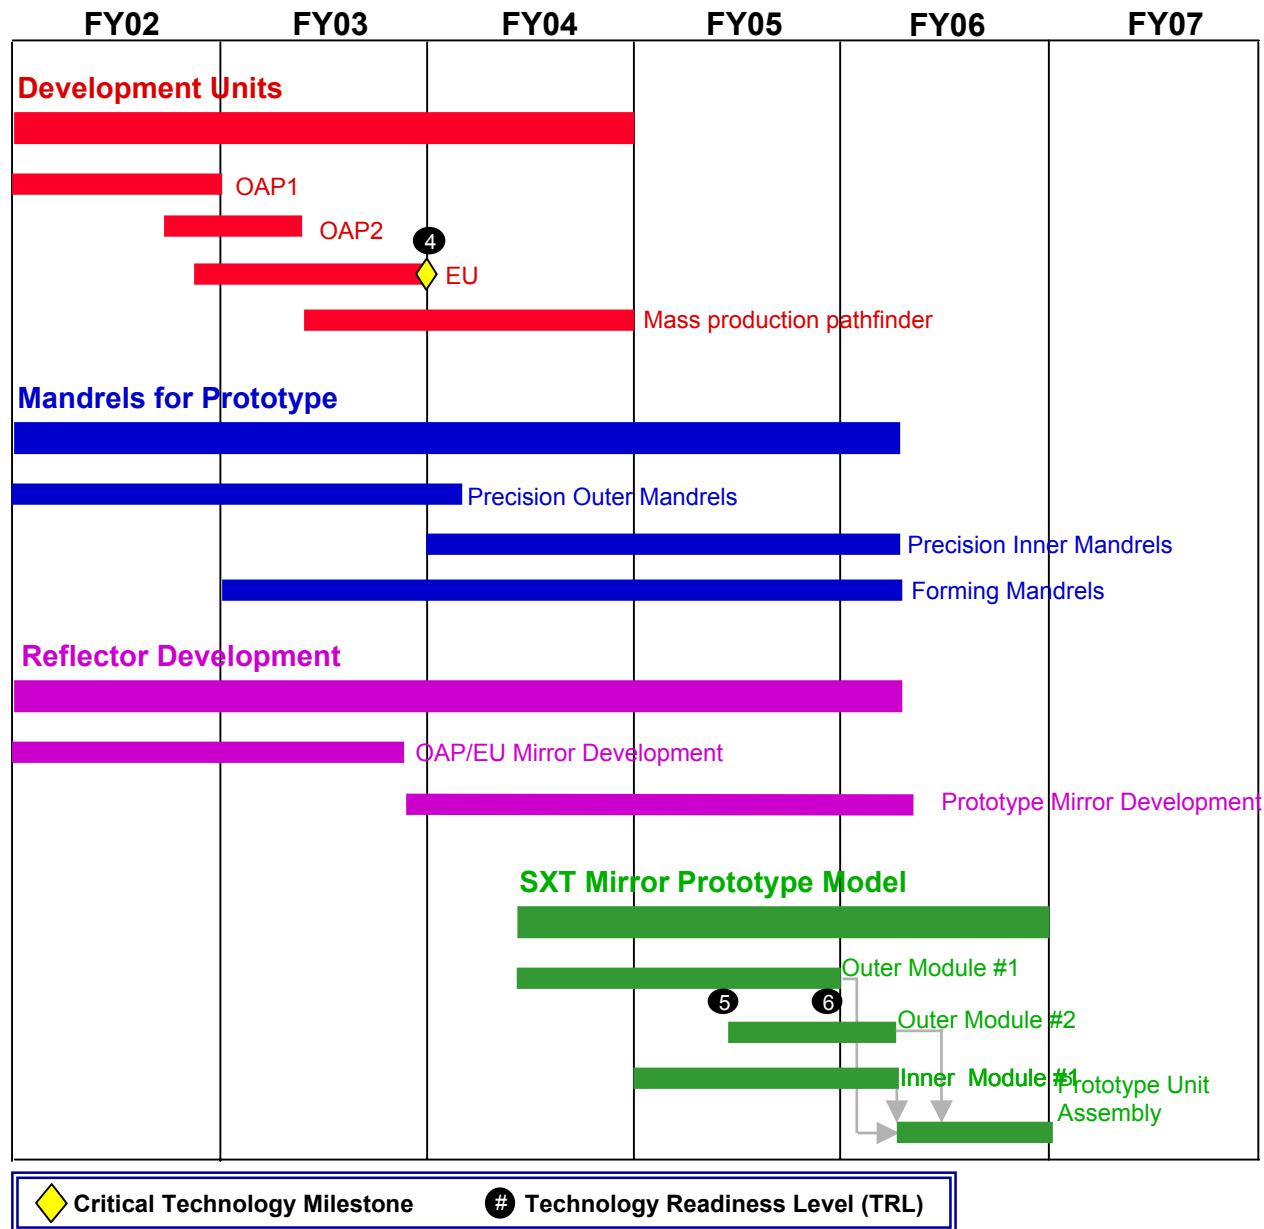 FY02 FY03 FY04 FY05 FY06 FY07
Development Units
OAP1
OAP2
4
EU
Mass production pathfinder
Mandrels for Prototype
Precision Outer Mandrels
Precision Inner Mandrels
Forming Mandrels
Reflector Development
OAP/EU Mirror Development
Prototype Mirror Development
SXT Mirror Prototype Model
Outer Module #1
5 6
Outer Module #2
Inner Module #1
Prototype Unit
Assembly
Critical Technology Milestone # Technology Readiness Level (TRL)